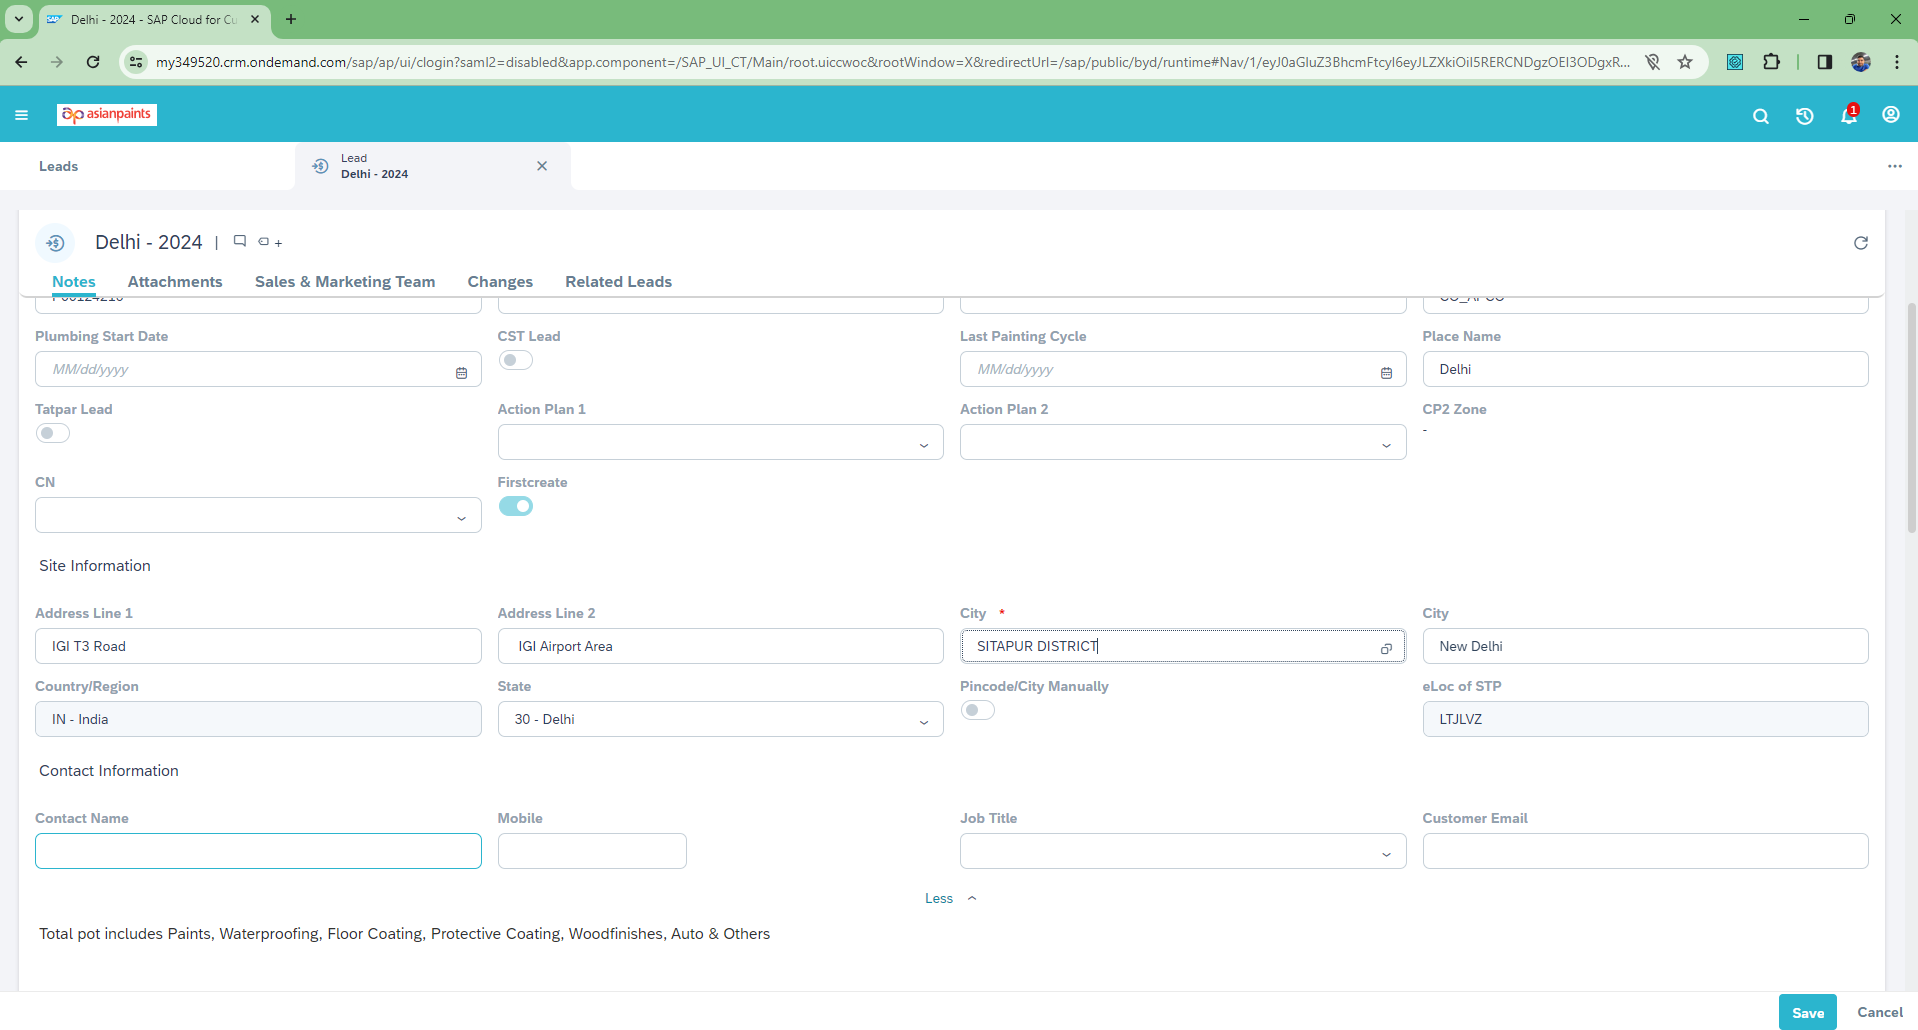 Delhi - 2024 - SAP Cloud for Cu
my349520.crm.ondemand.com/sap/ap/ui/clogin?saml2=disabled&app.component=/SAP_UI_CT/Main/root.uiccwoc&rootWindow=X&redirectUrl=/sap/public/byd/runtime#Nav/1/eyJ0aGluZ3BhcmFtcyI6eyJLZXkiOiI5RERCNDgzOEI3ODgxR...
asianpaints
1
Leads
Lead
Delhi - 2024
Delhi - 2024
Notes Attachments Sales & Marketing Team Changes Related Leads
Plumbing Start Date CST Lead Last Painting Cycle Place Name
MM/dd/yyyy MM/dd/yyyy Delhi
Tatpar Lead Action Plan 1 Action Plan 2 CP2 Zone
-
CN Firstcreate
Site Information
Address Line 1 Address Line 2 City * City
IGI T3 Road IGI Airport Area SITAPUR DISTRICT New Delhi
Country/Region State Pincode/City Manually eLoc of STP
IN - India 30 - Delhi LTJLVZ
Contact Information
Contact Name Mobile Job Title Customer Email
Less
Total pot includes Paints, Waterproofing, Floor Coating, Protective Coating, Woodfinishes, Auto & Others
Save Cancel